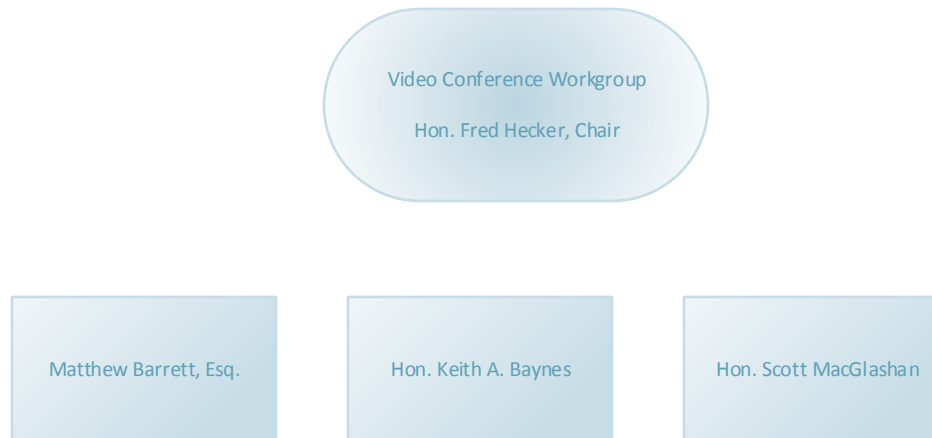 Video Conference Workgroup
Hon. Fred Hecker, Chair
Matthew Barrett, Esq.
Hon. Keith A. Baynes
Hon. Scott MacGlashan